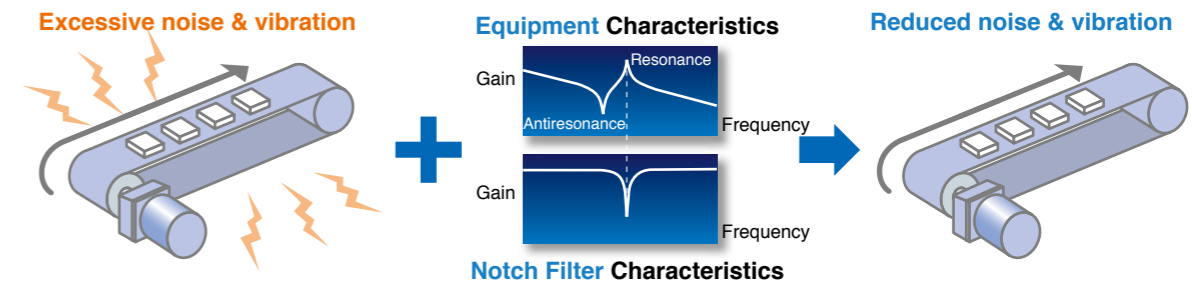 Excessive noise & vibration
Equipment Characteristics
Reduced noise & vibration
Resonance
Gain
Antiresonance
Frequency
Gain
Frequency
Notch Filter Characteristics